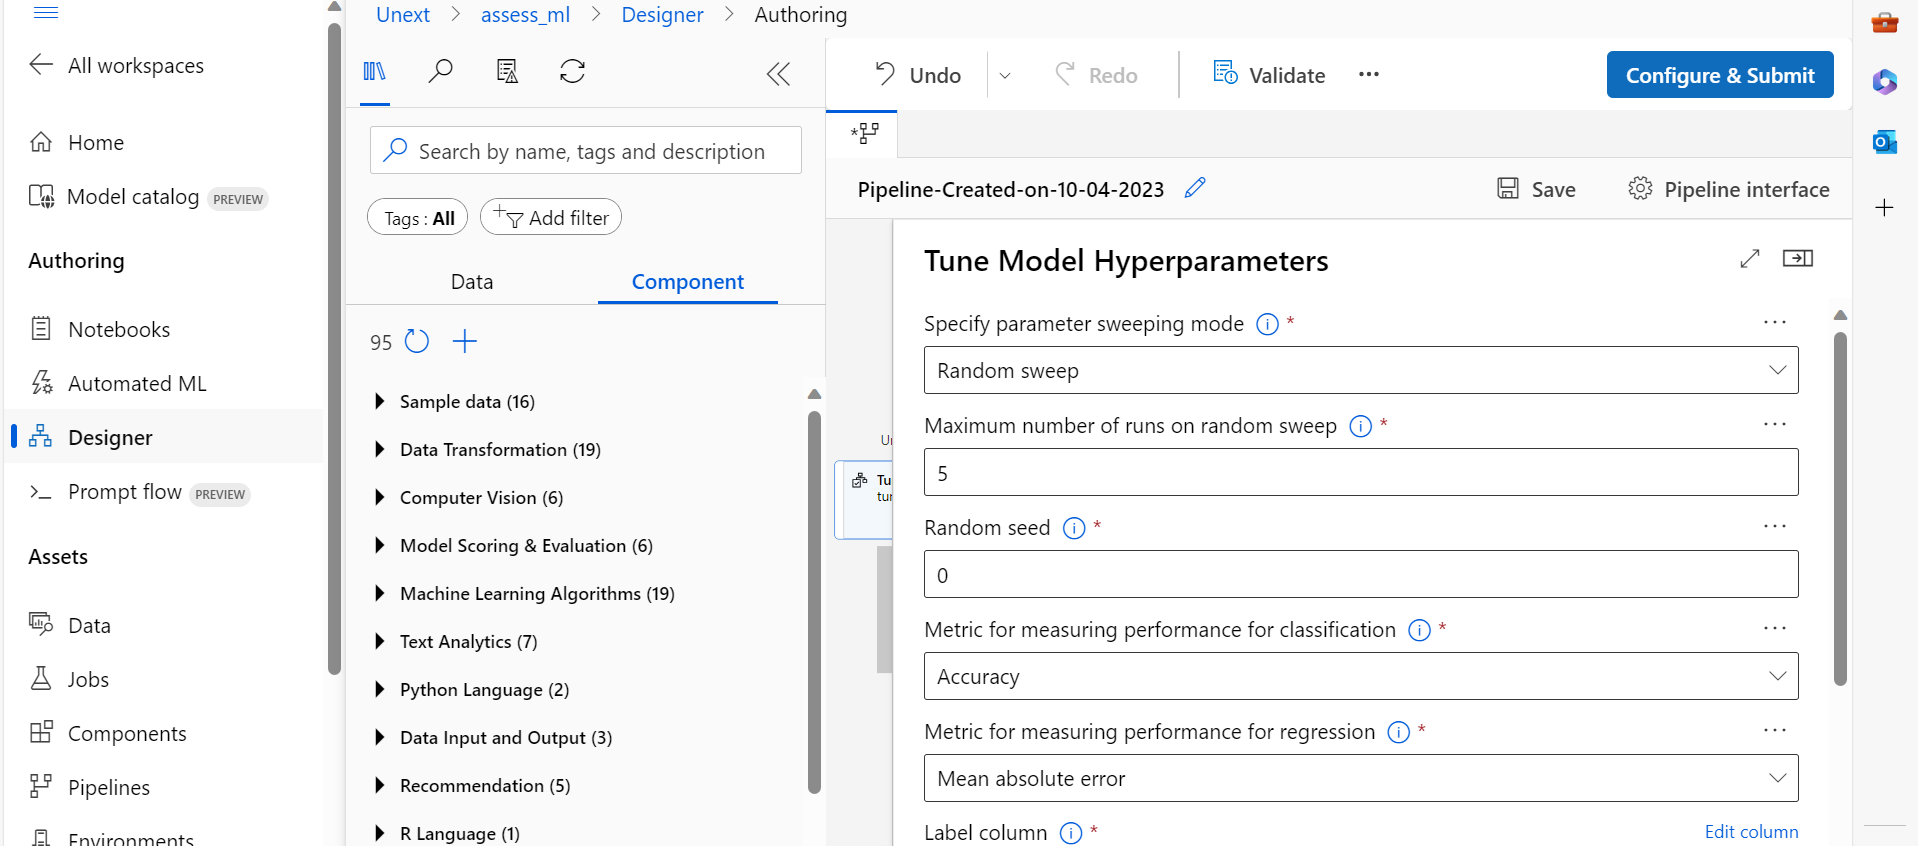 Unext > assess_ml > Designer > Authoring
All workspaces
Home
Model catalog PREVIEW
Authoring
Notebooks
Automated ML
Designer
Prompt flow PREVIEW
Assets
Data
Jobs
Components
Pipelines
Environments
Search by name, tags and description
Tags : All
Add filter
Data
Component
95
Sample data (16)
Data Transformation (19)
Computer Vision (6)
Model Scoring & Evaluation (6)
Machine Learning Algorithms (19)
Text Analytics (7)
Python Language (2)
Data Input and Output (3)
Recommendation (5)
R Language (1)
Undo
Redo
Validate
Configure & Submit
Pipeline-Created-on-10-04-2023
Save
Pipeline interface
Tune Model Hyperparameters
Specify parameter sweeping mode *
Random sweep
Maximum number of runs on random sweep *
5
Random seed *
0
Metric for measuring performance for classification *
Accuracy
Metric for measuring performance for regression *
Mean absolute error
Label column *
Edit column